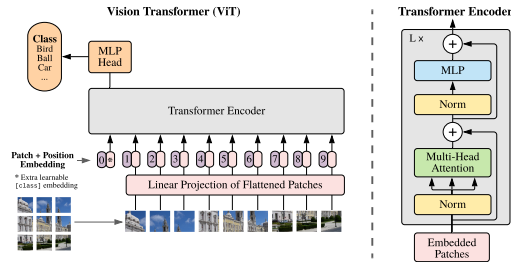 Vision Transformer (ViT)
Class
Bird
Ball
Car
...
MLP
Head
Transformer Encoder
Patch + Position
Embedding
* Extra learnable
[class] embedding
0 * 1 2 3 4 5 6 7 8 9
Linear Projection of Flattened Patches
Transformer Encoder
L x
+
MLP
Norm
+
Multi-Head
Attention
Norm
Embedded
Patches